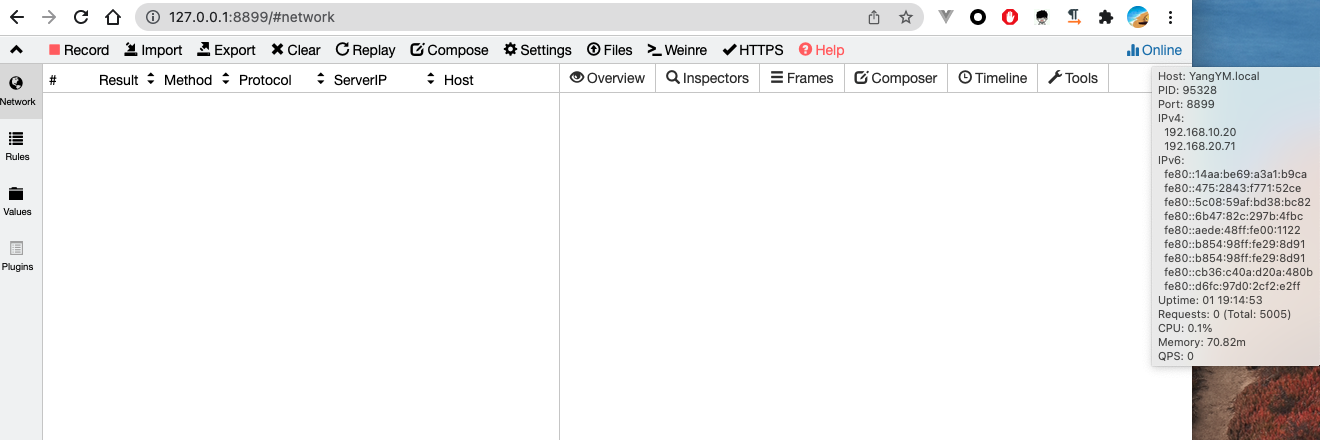 127.0.0.1:8899/#network
Record Import Export Clear Replay Compose Settings Files Weinre HTTPS Help Online
Network
Rules
Values
Plugins
# Result Method Protocol ServerIP Host
Overview Inspectors Frames Composer Timeline Tools
Host: YangYM.local
PID: 95328
Port: 8899
IPv4:
192.168.10.20
192.168.20.71
IPv6:
fe80::14aa:be69:a3a1:b9ca
fe80::475:2843:f771:52ce
fe80::5c08:59af:bd38:bc82
fe80::6b47:82c:297b:4fbc
fe80::aede:48ff:fe00:1122
fe80::b854:98ff:fe29:8d91
fe80::b854:98ff:fe29:8d91
fe80::cb36:c40a:d20a:480b
fe80::d6fc:97d0:2cf2:e2ff
Uptime: 01 19:14:53
Requests: 0 (Total: 5005)
CPU: 0.1%
Memory: 70.82m
QPS: 0